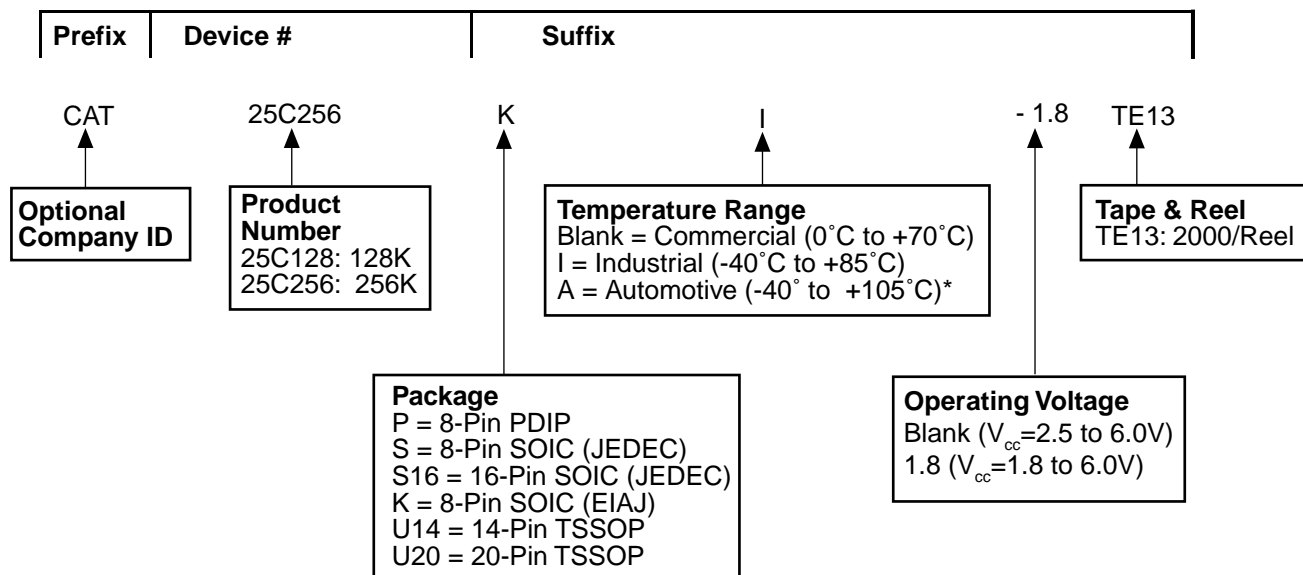 Prefix Device # Suffix
CAT 25C256 K I - 1.8 TE13
Optional
Company ID
Product
Number
25C128: 128K
25C256: 256K
Temperature Range
Blank = Commercial (0˚C to +70˚C)
I = Industrial (-40˚C to +85˚C)
A = Automotive (-40˚ to +105˚C)*
Tape & Reel
TE13: 2000/Reel
Package
P = 8-Pin PDIP
S = 8-Pin SOIC (JEDEC)
S16 = 16-Pin SOIC (JEDEC)
K = 8-Pin SOIC (EIAJ)
U14 = 14-Pin TSSOP
U20 = 20-Pin TSSOP
Operating Voltage
Blank (Vcc=2.5 to 6.0V)
1.8 (Vcc=1.8 to 6.0V)